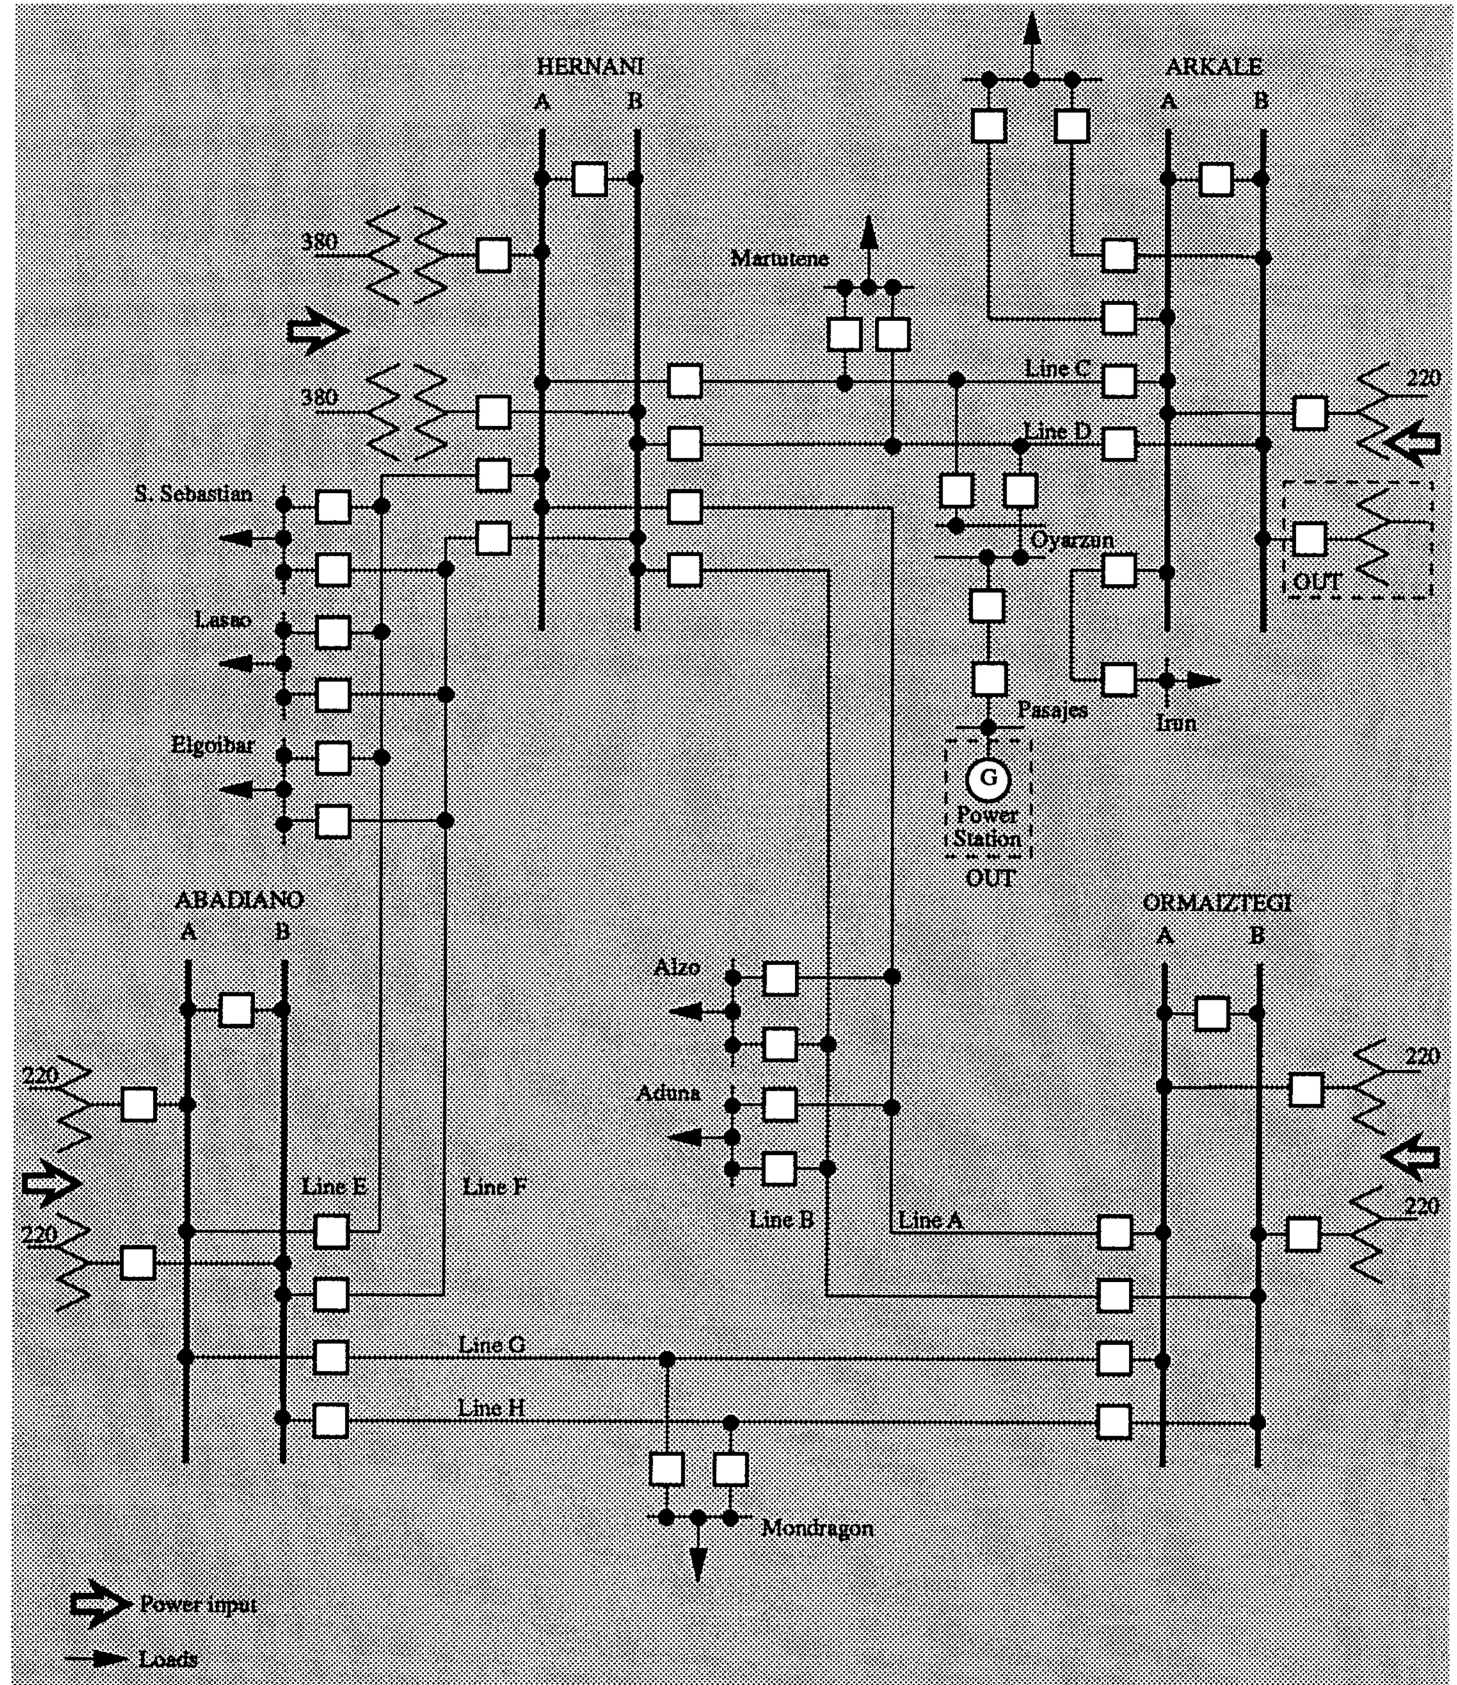 HERNANI
ARKALE
A
B
A
B
380
Martutene
380
Line C
220
Line D
S. Sebastian
Oyarzun
OUT
Lasao
Pasajes
Irun
Elgoibar
G
Power
Station
OUT
ABADIANO
ORMAIZTEGI
A
B
A
B
Alzo
220
220
Aduna
Line E
Line F
Line B
Line A
220
220
Line G
Line H
Mondragon
Power input
Loads